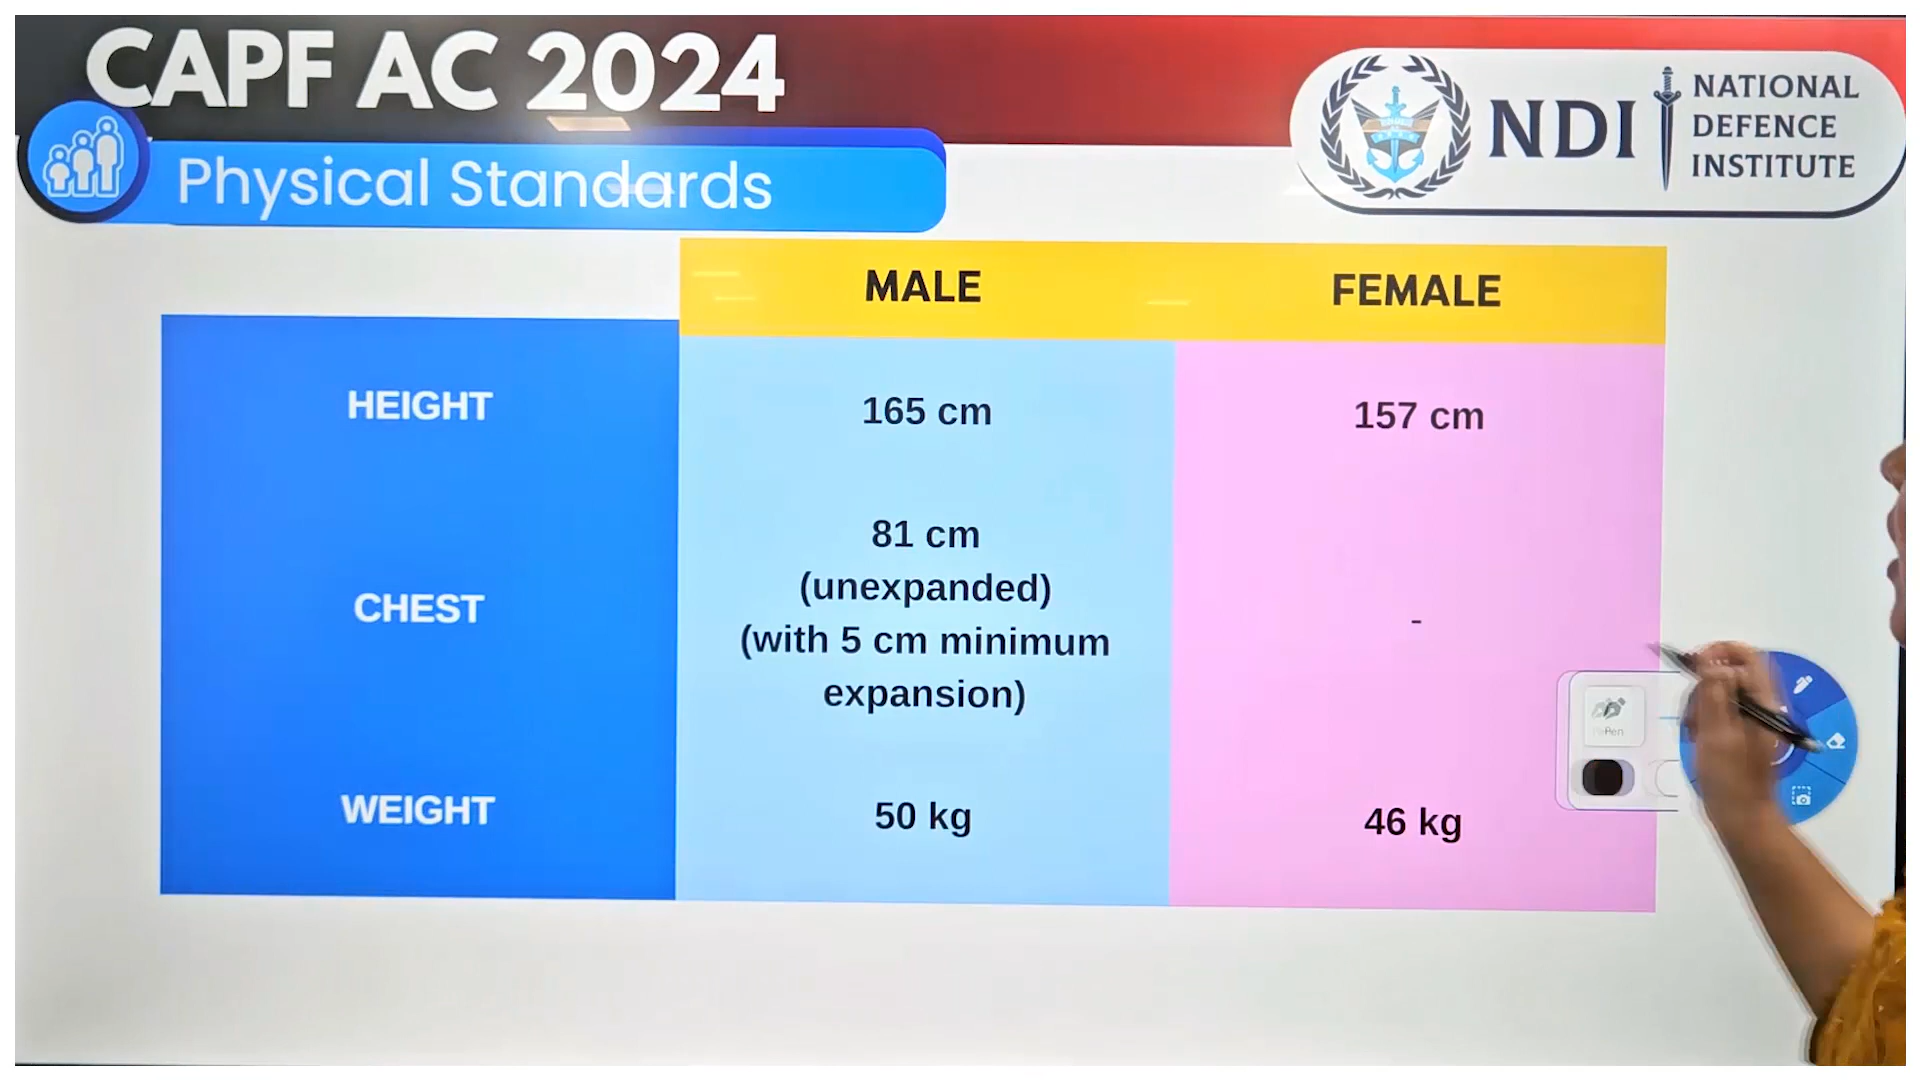 CAPF AC 2024
Physical Standards
NDI
NATIONAL
DEFENCE
INSTITUTE
MALE
FEMALE
HEIGHT
165 cm
157 cm
CHEST
81 cm
(unexpanded)
(with 5 cm minimum
expansion)
-
WEIGHT
50 kg
46 kg
Pen